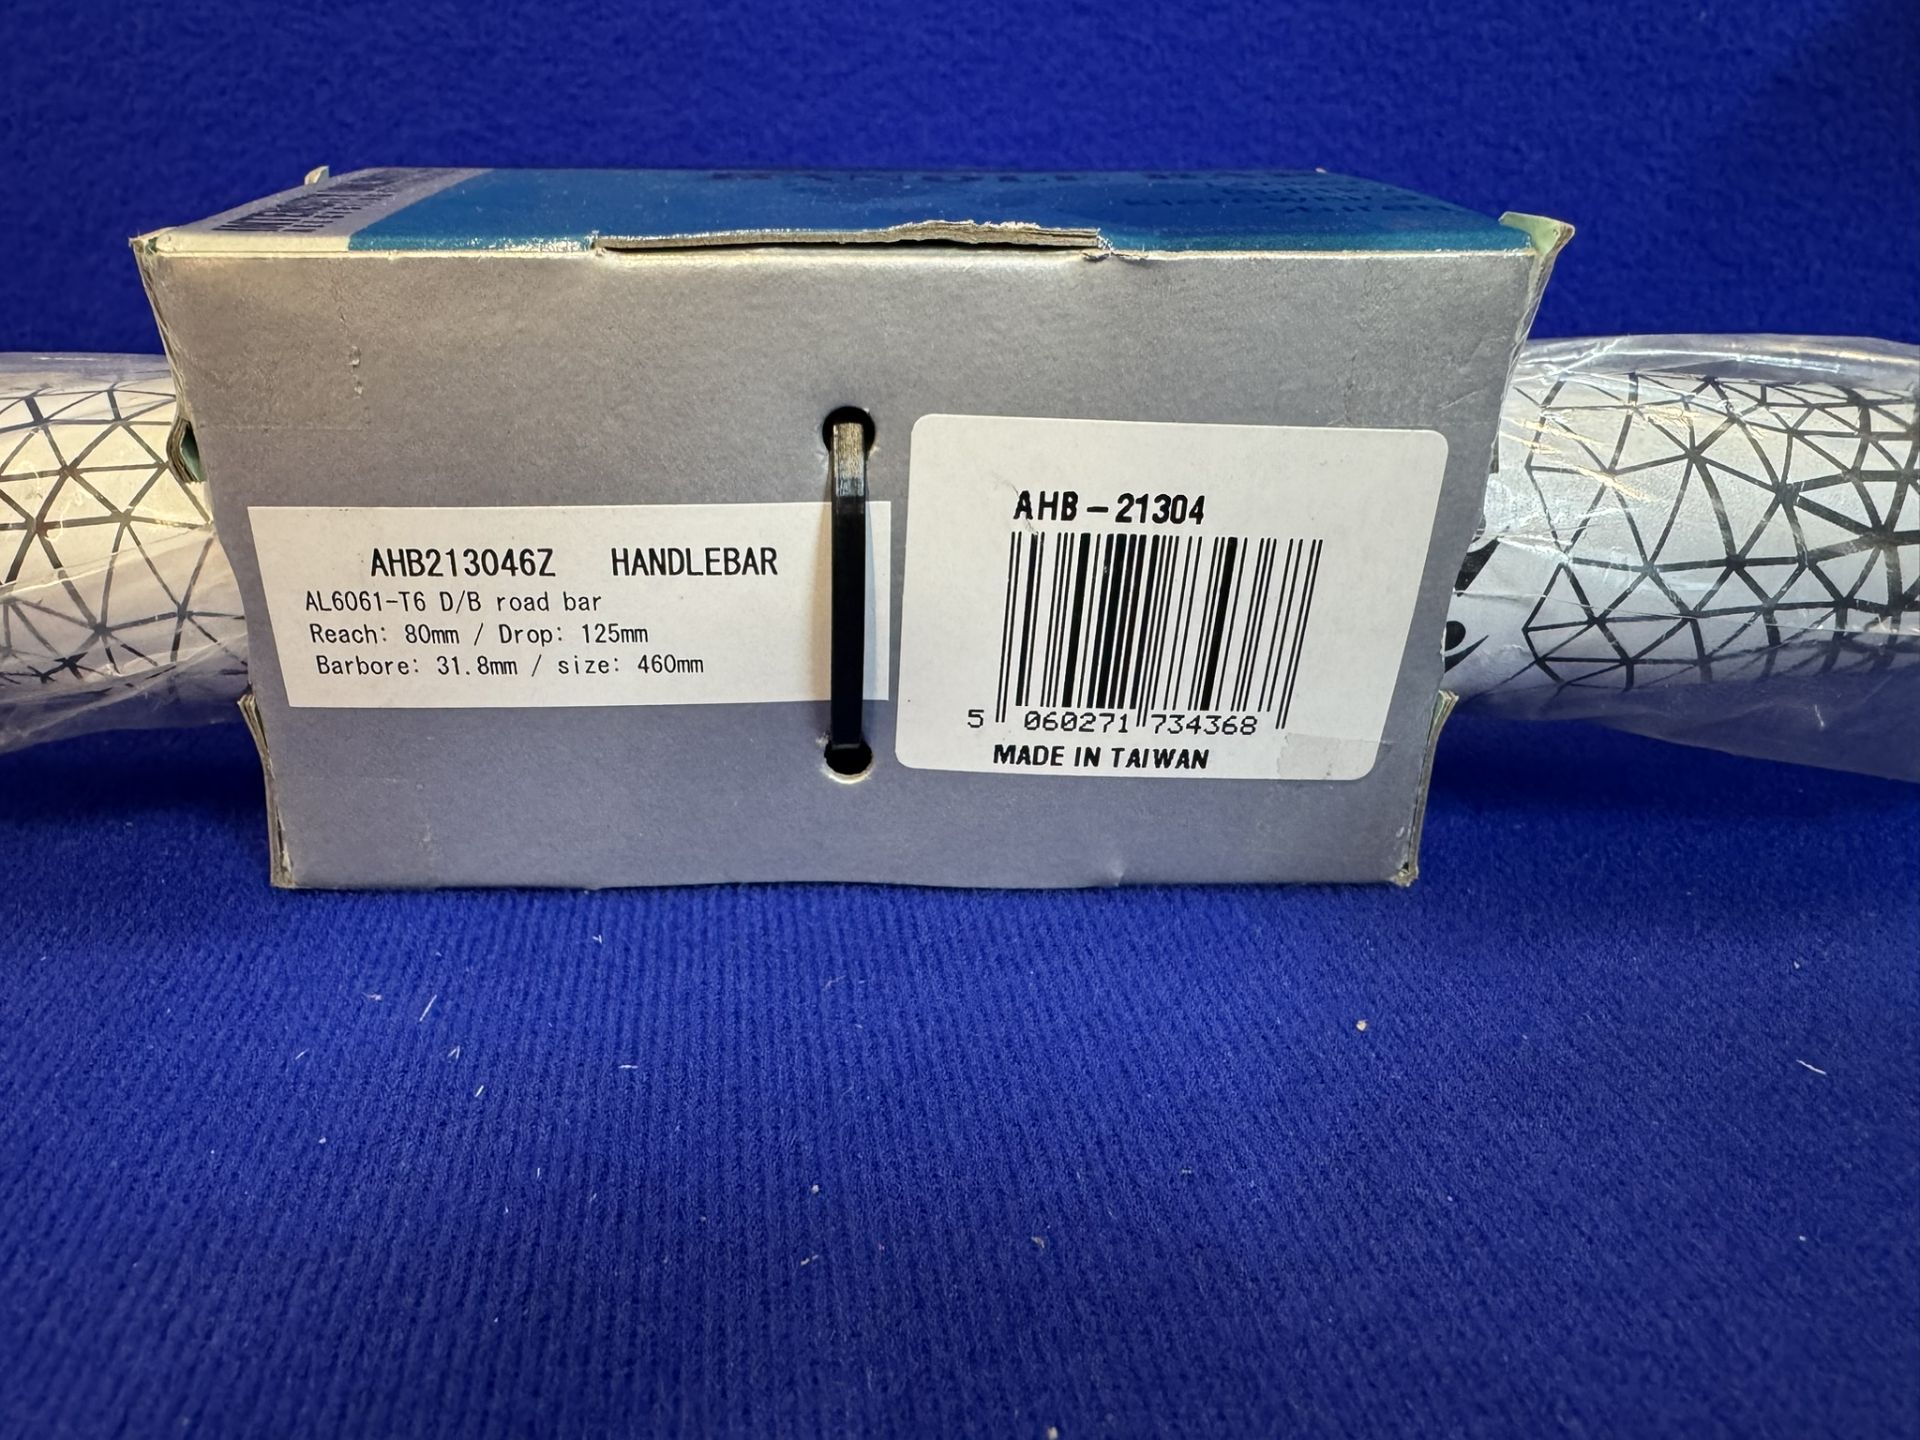 AHB213046Z HANDLEBAR
AL6061-T6 D/B road bar
Reach: 80mm / Drop: 125mm
Barbore: 31.8mm / size: 460mm
AHB-21304
5 060271 734368
MADE IN TAIWAN